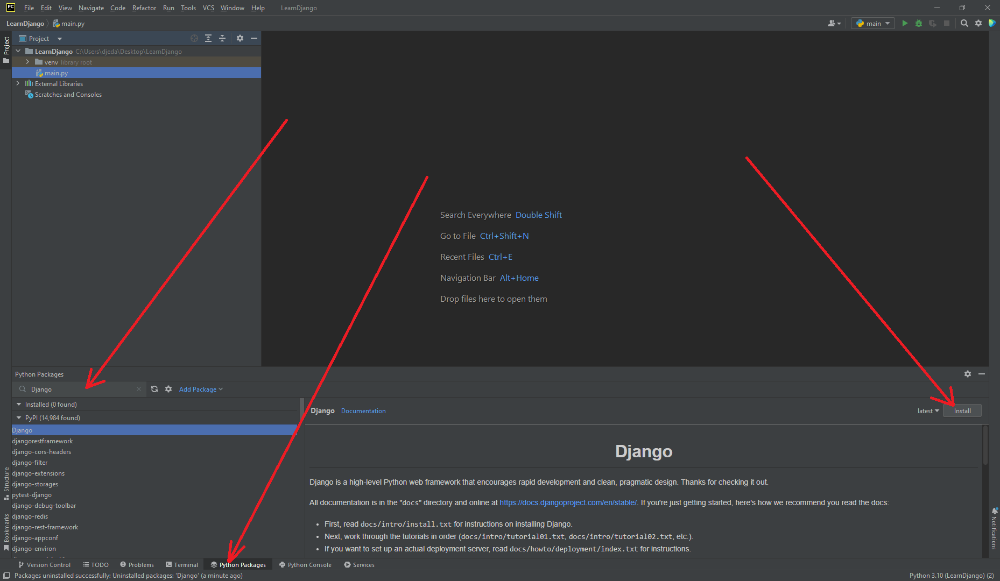 PC File Edit View Navigate Code Refactor Run Tools VCS Window Help LearnDjango
LearnDjango main.py main
Project
Project
LearnDjango C:\Users\djeda\Desktop\LearnDjango
venv library root
main.py
External Libraries
Scratches and Consoles
Search Everywhere Double Shift
Go to File Ctrl+Shift+N
Recent Files Ctrl+E
Navigation Bar Alt+Home
Drop files here to open them
Python Packages
Django Add Package
Installed (0 found)
PyPI (14,984 found)
Django
djangorestframework
django-cors-headers
django-filter
django-extensions
django-storages
pytest-django
django-debug-toolbar
django-redis
django-rest-framework
django-appconf
django-environ
Django Documentation latest Install
Django
Django is a high-level Python web framework that encourages rapid development and clean, pragmatic design. Thanks for checking it out.
All documentation is in the "docs" directory and online at https://docs.djangoproject.com/en/stable/. If you're just getting started, here's how we recommend you read the docs:
• First, read docs/intro/install.txt for instructions on installing Django.
• Next, work through the tutorials in order (docs/intro/tutorial01.txt, docs/intro/tutorial02.txt, etc.).
• If you want to set up an actual deployment server, read docs/howto/deployment/index.txt for instructions.
Structure
Bookmarks
Notifications
Version Control TODO Problems Terminal Python Packages Python Console Services
Packages uninstalled successfully: Uninstalled packages: 'Django' (a minute ago) Python 3.10 (LearnDjango) (2)